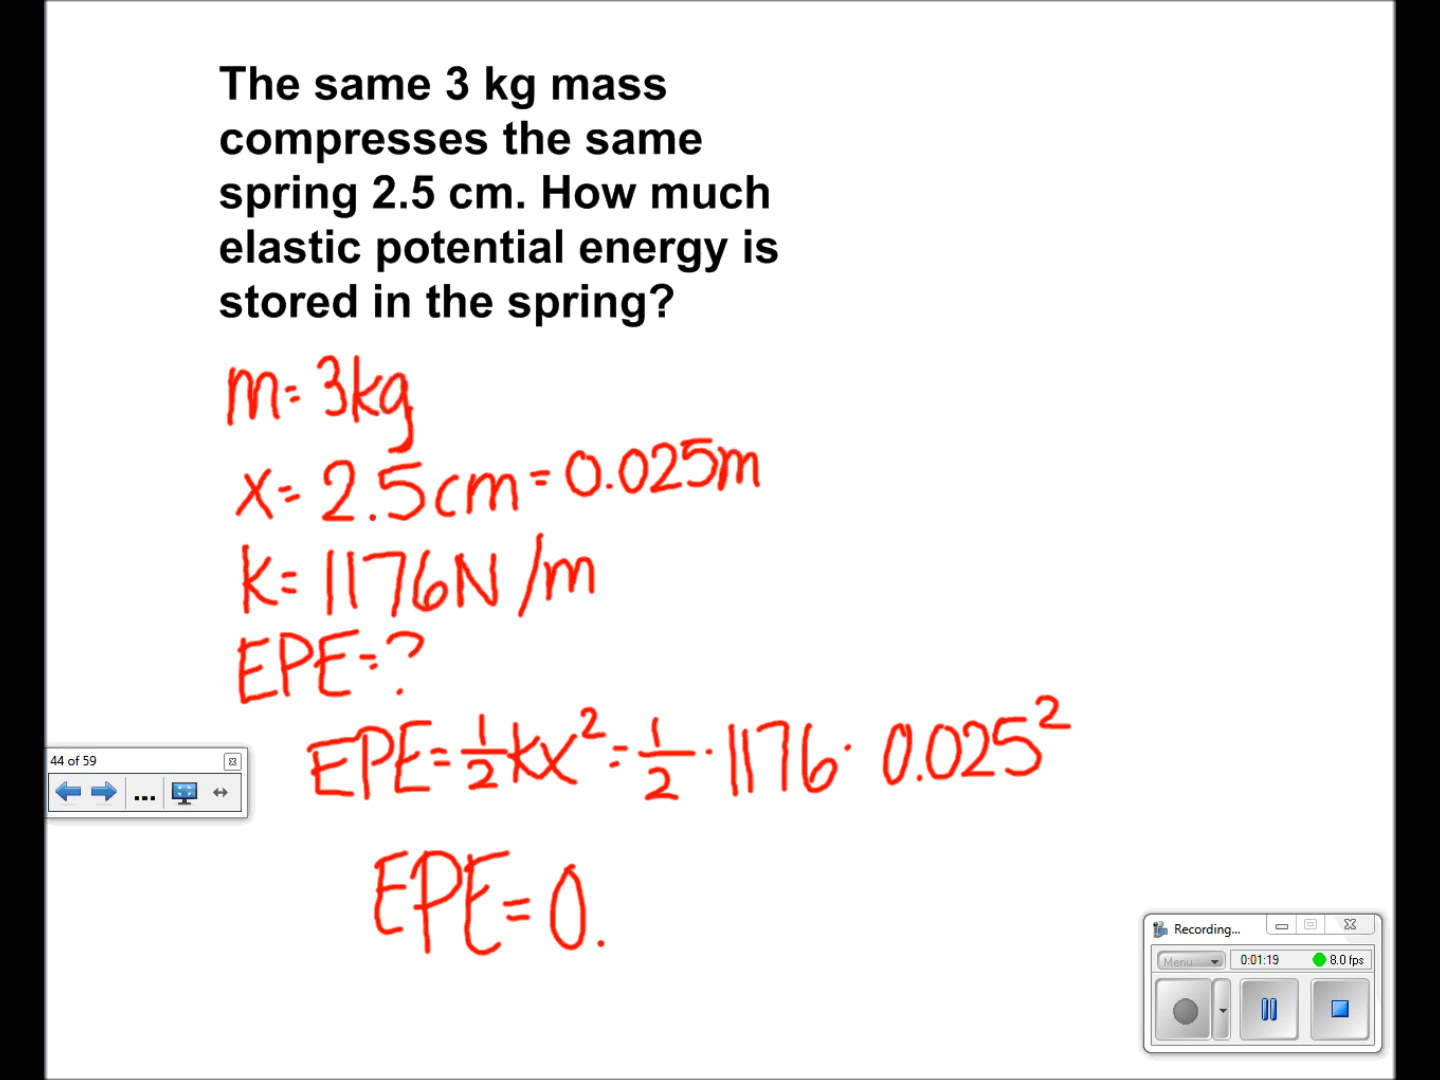 The same 3 kg mass
compresses the same
spring 2.5 cm. How much
elastic potential energy is
stored in the spring?
m= 3kg
x= 2.5cm=0.025m
k= 1176N/m
EPE=?
EPE=½kx²=½·1176·0.025²
EPE=0.
44 of 59
...
Recording...
Menu
0:01:19
8.0 fps